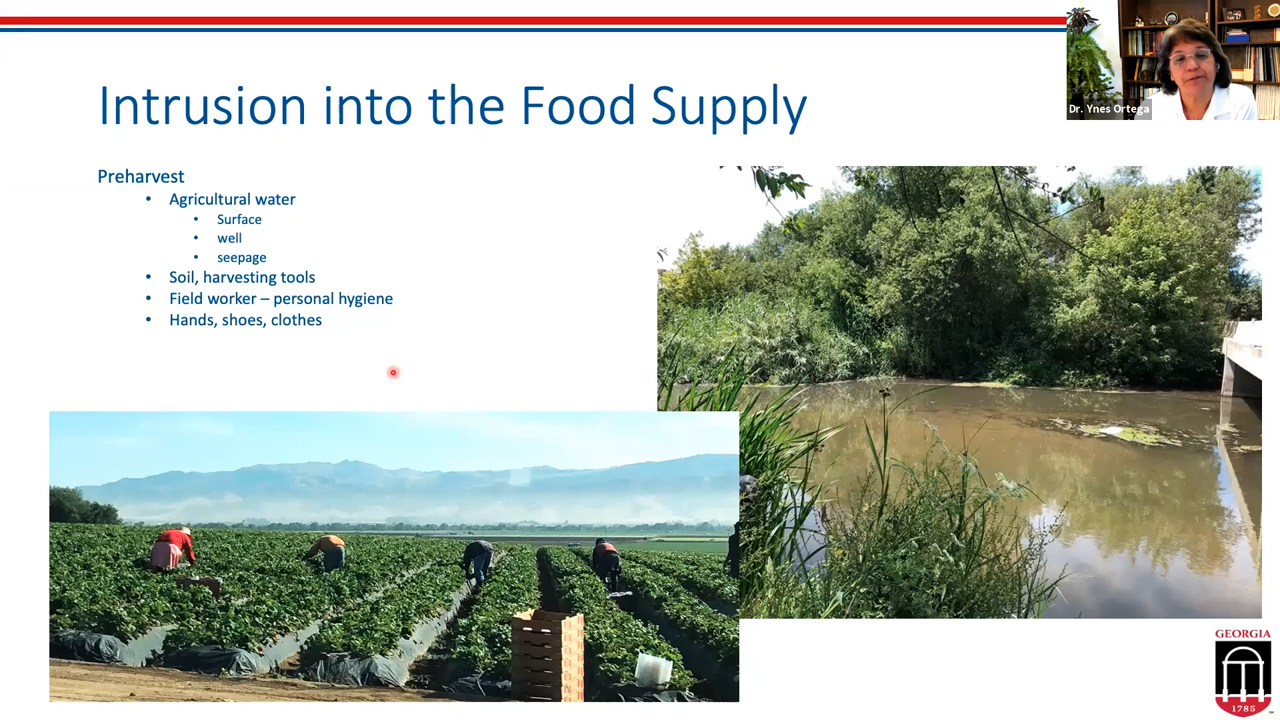 Dr. Ynes Ortega
Intrusion into the Food Supply
Preharvest
• Agricultural water
• Surface
• well
• seepage
• Soil, harvesting tools
• Field worker – personal hygiene
• Hands, shoes, clothes
GEORGIA
1785